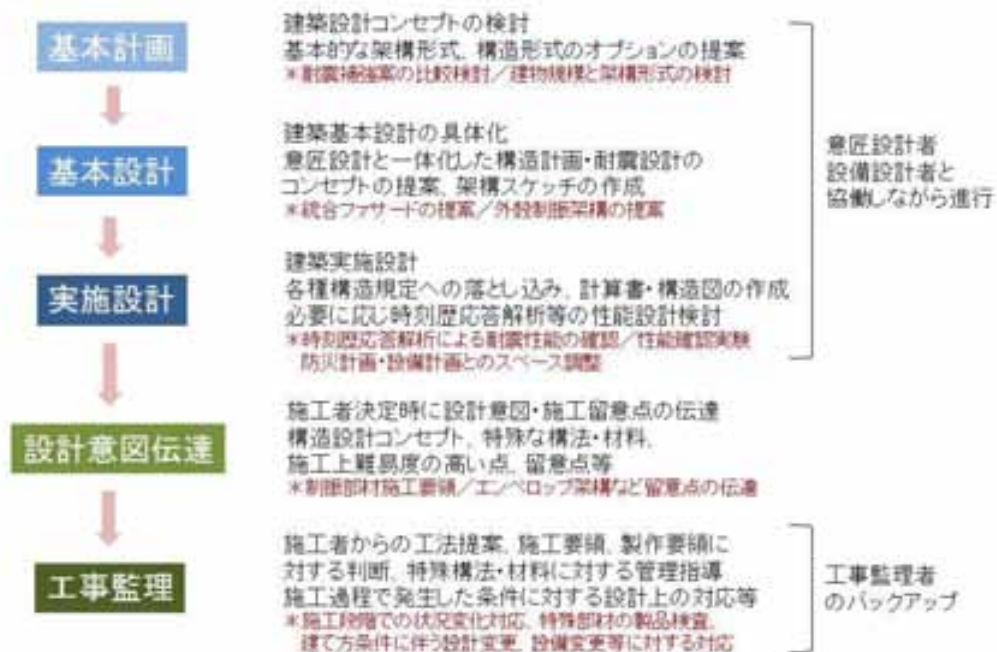 基本計画
建築設計コンセプトの検討
基本的な架構形式、構造形式のオプションの提案
＊耐震補強案の比較検討／建物規模と架構形式の検討
基本設計
建築基本設計の具体化
意匠設計と一体化した構造計画・耐震設計の
コンセプトの提案、架構スケッチの作成
＊統合ファサードの提案／外殻制振架構の提案
実施設計
建築実施設計
各種構造規定への落とし込み、計算書・構造図の作成
必要に応じ時刻歴応答解析等の性能設計検討
＊時刻歴応答解析による耐震性能の確認／性能確認実験
防災計画・設備計画とのスペース調整
意匠設計者
設備設計者と
協働しながら進行
設計意図伝達
施工者決定時に設計意図・施工留意点の伝達
構造設計コンセプト、特殊な構法・材料、
施工上難易度の高い点、留意点等
＊制振部材施工要領／エンベロップ架構など留意点の伝達
工事監理
施工者からの工法提案、施工要領、製作要領に
対する判断、特殊構法・材料に対する管理指導
施工過程で発生した条件に対する設計上の対応等
＊施工段階での状況変化対応、特殊部材の製品検査、
建て方条件に伴う設計変更、設備変更等に対する対応
工事監理者
のバックアップ